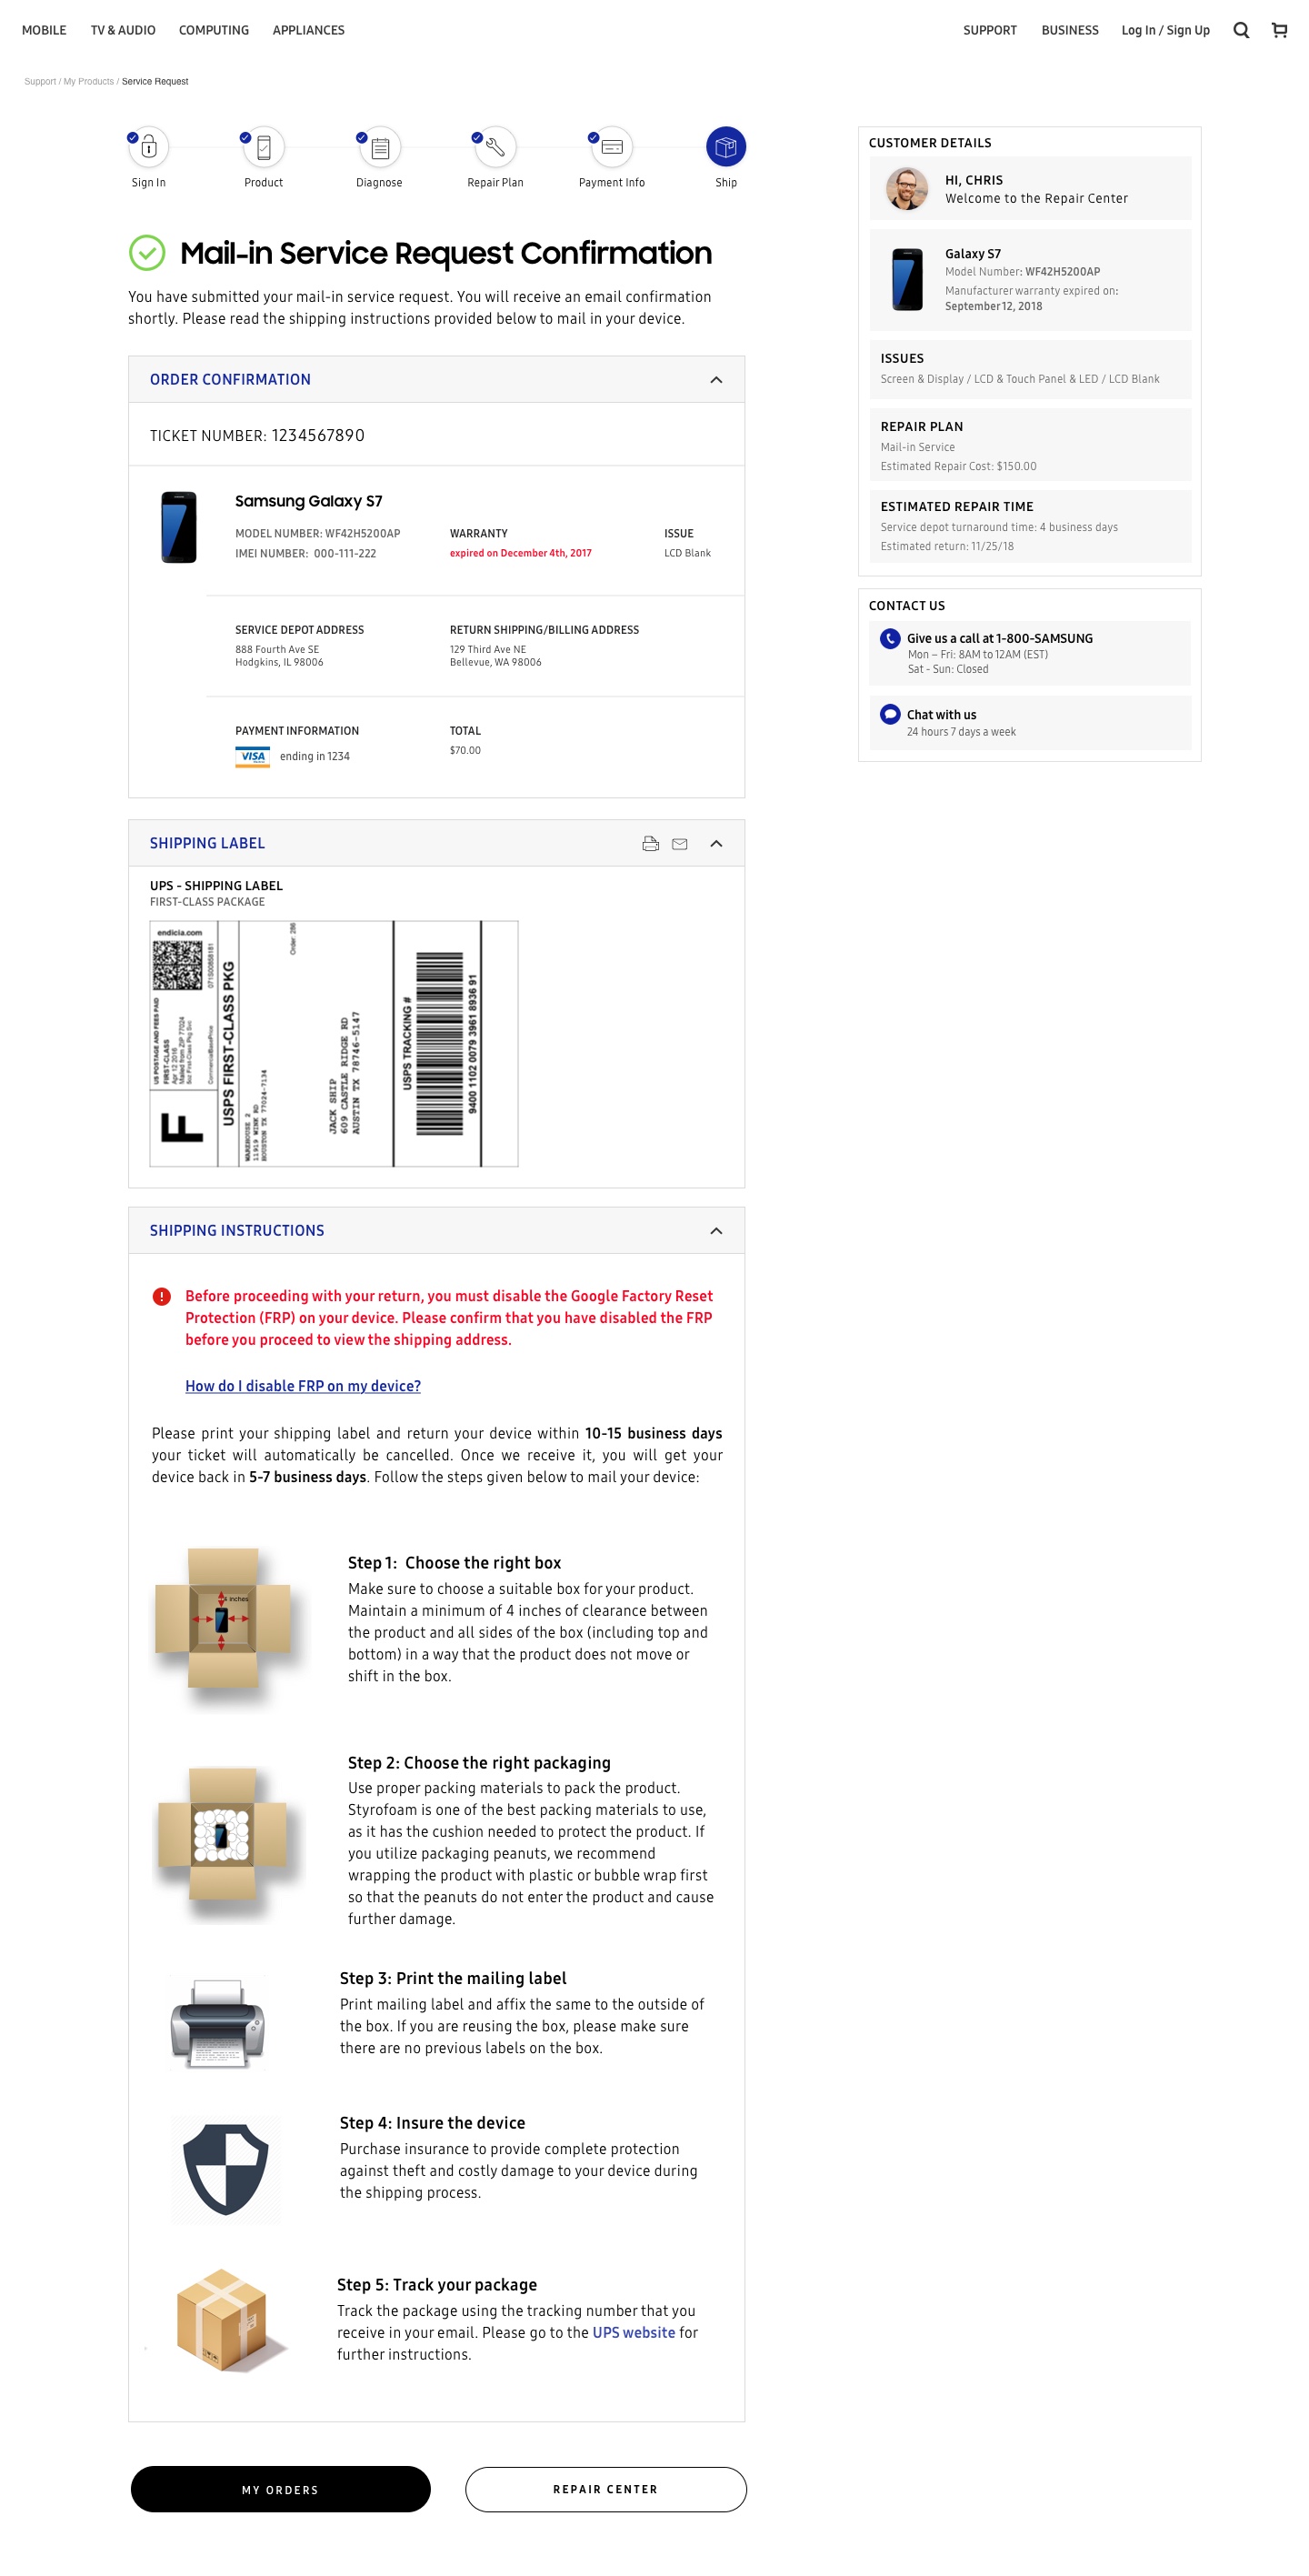 MOBILE TV & AUDIO COMPUTING APPLIANCES SUPPORT BUSINESS Log In / Sign Up
Support / My Products / Service Request
Sign In Product Diagnose Repair Plan Payment Info Ship
Mail-in Service Request Confirmation
You have submitted your mail-in service request. You will receive an email confirmation
shortly. Please read the shipping instructions provided below to mail in your device.
ORDER CONFIRMATION
TICKET NUMBER: 1234567890
Samsung Galaxy S7
MODEL NUMBER: WF42H5200AP
IMEI NUMBER: 000-111-222
WARRANTY
expired on December 4th, 2017
ISSUE
LCD Blank
SERVICE DEPOT ADDRESS
888 Fourth Ave SE
Hodgkins, IL 98006
RETURN SHIPPING/BILLING ADDRESS
129 Third Ave NE
Bellevue, WA 98006
PAYMENT INFORMATION
VISA ending in 1234
TOTAL
$70.00
SHIPPING LABEL
UPS - SHIPPING LABEL
FIRST-CLASS PACKAGE
endicia.com
US POSTAGE AND FEES PAID
FIRST-CLASS
Apr 12 2016
Mailed from ZIP 77024
CommercialBasePrice
F
USPS FIRST-CLASS PKG
WAREHOUSE 2
11919 WINK RD
HOUSTON TX 77024-7134
Order: 286
JACK SHIP
609 CASTLE RIDGE RD
AUSTIN TX 78746-5147
USPS TRACKING #
9400 1102 0079 3961 8936 91
SHIPPING INSTRUCTIONS
Before proceeding with your return, you must disable the Google Factory Reset
Protection (FRP) on your device. Please confirm that you have disabled the FRP
before you proceed to view the shipping address.
How do I disable FRP on my device?
Please print your shipping label and return your device within 10-15 business days
your ticket will automatically be cancelled. Once we receive it, you will get your
device back in 5-7 business days. Follow the steps given below to mail your device:
inches
Step 1: Choose the right box
Make sure to choose a suitable box for your product.
Maintain a minimum of 4 inches of clearance between
the product and all sides of the box (including top and
bottom) in a way that the product does not move or
shift in the box.
Step 2: Choose the right packaging
Use proper packing materials to pack the product.
Styrofoam is one of the best packing materials to use,
as it has the cushion needed to protect the product. If
you utilize packaging peanuts, we recommend
wrapping the product with plastic or bubble wrap first
so that the peanuts do not enter the product and cause
further damage.
Step 3: Print the mailing label
Print mailing label and affix the same to the outside of
the box. If you are reusing the box, please make sure
there are no previous labels on the box.
Step 4: Insure the device
Purchase insurance to provide complete protection
against theft and costly damage to your device during
the shipping process.
Step 5: Track your package
Track the package using the tracking number that you
receive in your email. Please go to the UPS website for
further instructions.
MY ORDERS
REPAIR CENTER
CUSTOMER DETAILS
HI, CHRIS
Welcome to the Repair Center
Galaxy S7
Model Number: WF42H5200AP
Manufacturer warranty expired on:
September 12, 2018
ISSUES
Screen & Display / LCD & Touch Panel & LED / LCD Blank
REPAIR PLAN
Mail-in Service
Estimated Repair Cost: $150.00
ESTIMATED REPAIR TIME
Service depot turnaround time: 4 business days
Estimated return: 11/25/18
CONTACT US
Give us a call at 1-800-SAMSUNG
Mon – Fri: 8AM to 12AM (EST)
Sat - Sun: Closed
Chat with us
24 hours 7 days a week